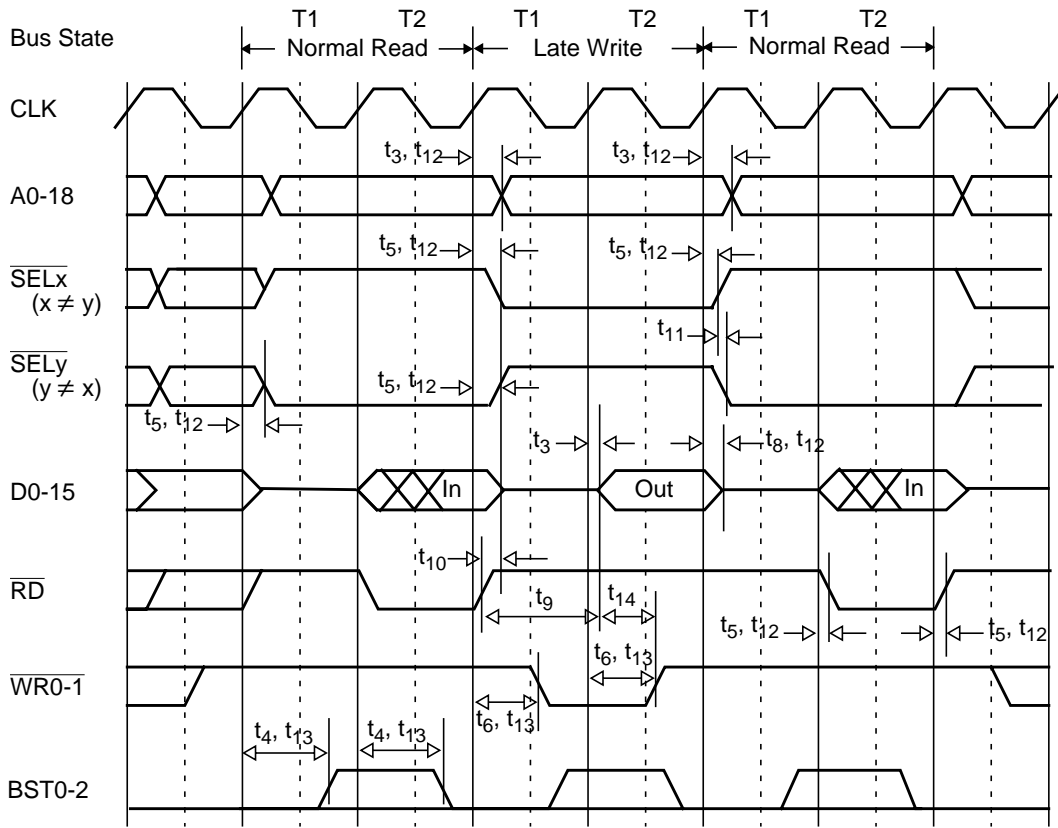 T1 T2 T1 T2 T1 T2
Bus State Normal Read Late Write Normal Read
CLK
t3, t12 t3, t12
A0-18
t5, t12 t5, t12
SELx
(x ≠ y)
t11
SELy
(y ≠ x) t5, t12
t5, t12
t3 t8, t12
D0-15 In Out In
t10
RD
t9 t14
t5, t12 t5, t12
t6, t13
WR0-1
t6, t13
t4, t13 t4, t13
BST0-2